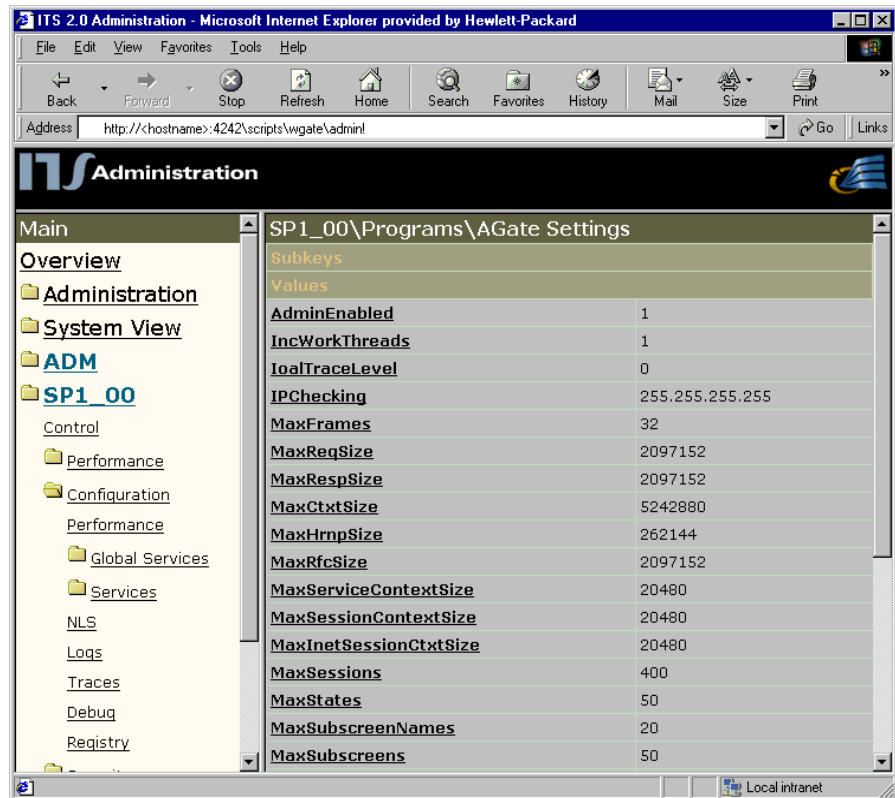 ITS 2.0 Administration - Microsoft Internet Explorer provided by Hewlett-Packard
File Edit View Favorites Tools Help
Back Forward Stop Refresh Home Search Favorites History Mail Size Print »
Address http://<hostname>:4242\scripts\wgate\admin! Go Links
ITS Administration
Main
Overview
Administration
System View
ADM
SP1_00
Control
Performance
Configuration
Performance
Global Services
Services
NLS
Logs
Traces
Debug
Registry
SP1_00\Programs\AGate Settings
Subkeys
Values
AdminEnabled 1
IncWorkThreads 1
IoalTraceLevel 0
IPChecking 255.255.255.255
MaxFrames 32
MaxReqSize 2097152
MaxRespSize 2097152
MaxCtxtSize 5242880
MaxHrnpSize 262144
MaxRfcSize 2097152
MaxServiceContextSize 20480
MaxSessionContextSize 20480
MaxInetSessionCtxtSize 20480
MaxSessions 400
MaxStates 50
MaxSubscreenNames 20
MaxSubscreens 50
Local intranet